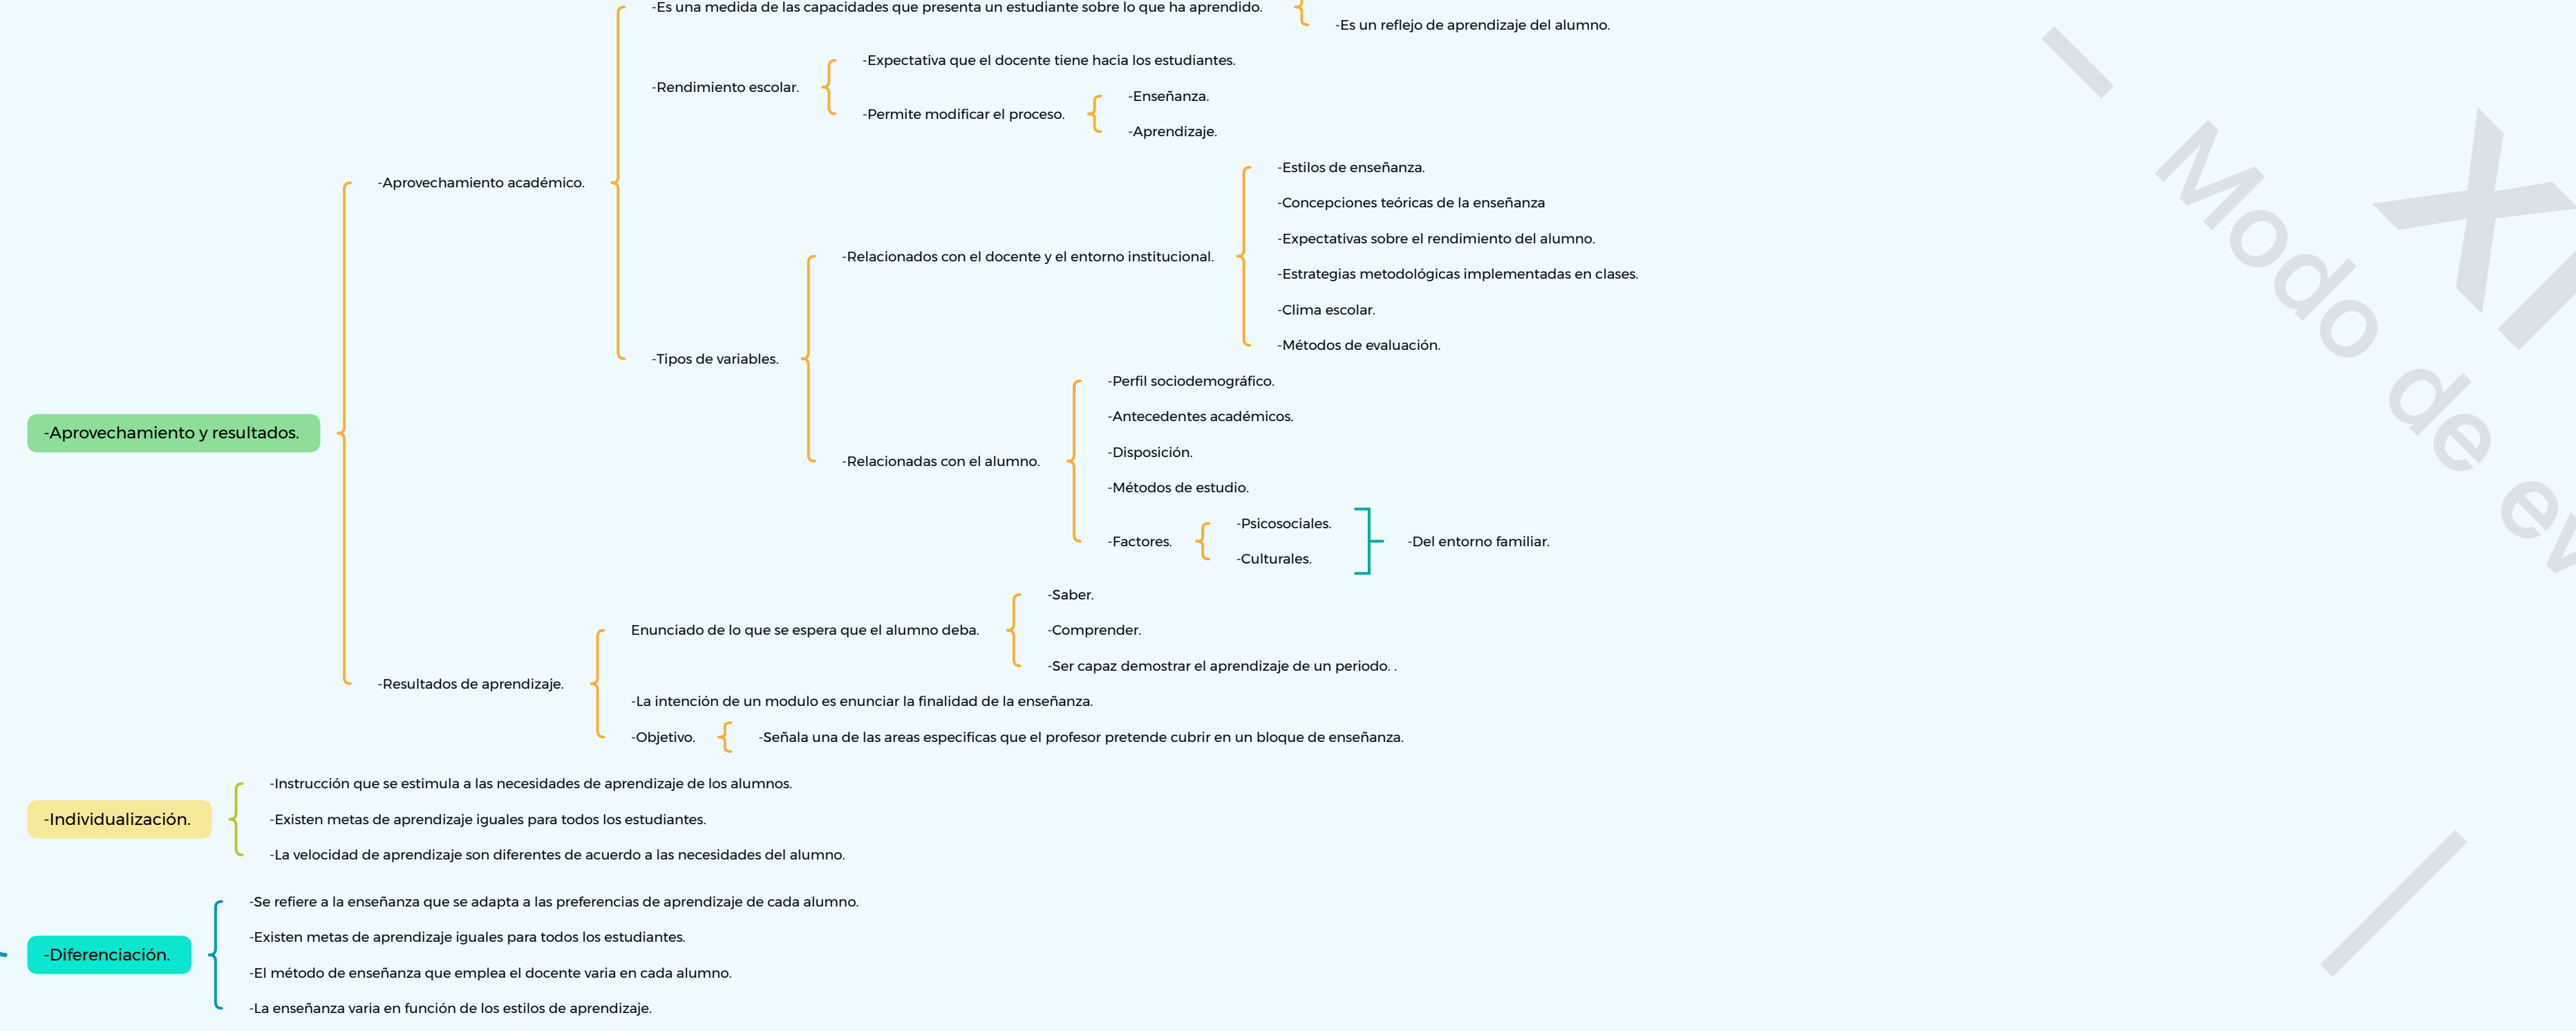 -Es una medida de las capacidades que presenta un estudiante sobre lo que ha aprendido.
-Es un reflejo de aprendizaje del alumno.
-Expectativa que el docente tiene hacia los estudiantes.
-Rendimiento escolar.
-Enseñanza.
-Permite modificar el proceso.
-Aprendizaje.
-Aprovechamiento académico.
-Estilos de enseñanza.
-Concepciones teóricas de la enseñanza
-Expectativas sobre el rendimiento del alumno.
-Relacionados con el docente y el entorno institucional.
-Estrategias metodológicas implementadas en clases.
-Clima escolar.
-Métodos de evaluación.
-Tipos de variables.
-Perfil sociodemográfico.
-Antecedentes académicos.
-Disposición.
-Relacionadas con el alumno.
-Métodos de estudio.
-Factores.
-Psicosociales.
-Culturales.
-Del entorno familiar.
-Aprovechamiento y resultados.
-Saber.
Enunciado de lo que se espera que el alumno deba.
-Comprender.
-Ser capaz demostrar el aprendizaje de un periodo. .
-Resultados de aprendizaje.
-La intención de un modulo es enunciar la finalidad de la enseñanza.
-Objetivo.
-Señala una de las areas especificas que el profesor pretende cubrir en un bloque de enseñanza.
-Instrucción que se estimula a las necesidades de aprendizaje de los alumnos.
-Individualización.
-Existen metas de aprendizaje iguales para todos los estudiantes.
-La velocidad de aprendizaje son diferentes de acuerdo a las necesidades del alumno.
-Se refiere a la enseñanza que se adapta a las preferencias de aprendizaje de cada alumno.
-Existen metas de aprendizaje iguales para todos los estudiantes.
-Diferenciación.
-El método de enseñanza que emplea el docente varia en cada alumno.
-La enseñanza varia en función de los estilos de aprendizaje.
Modo de